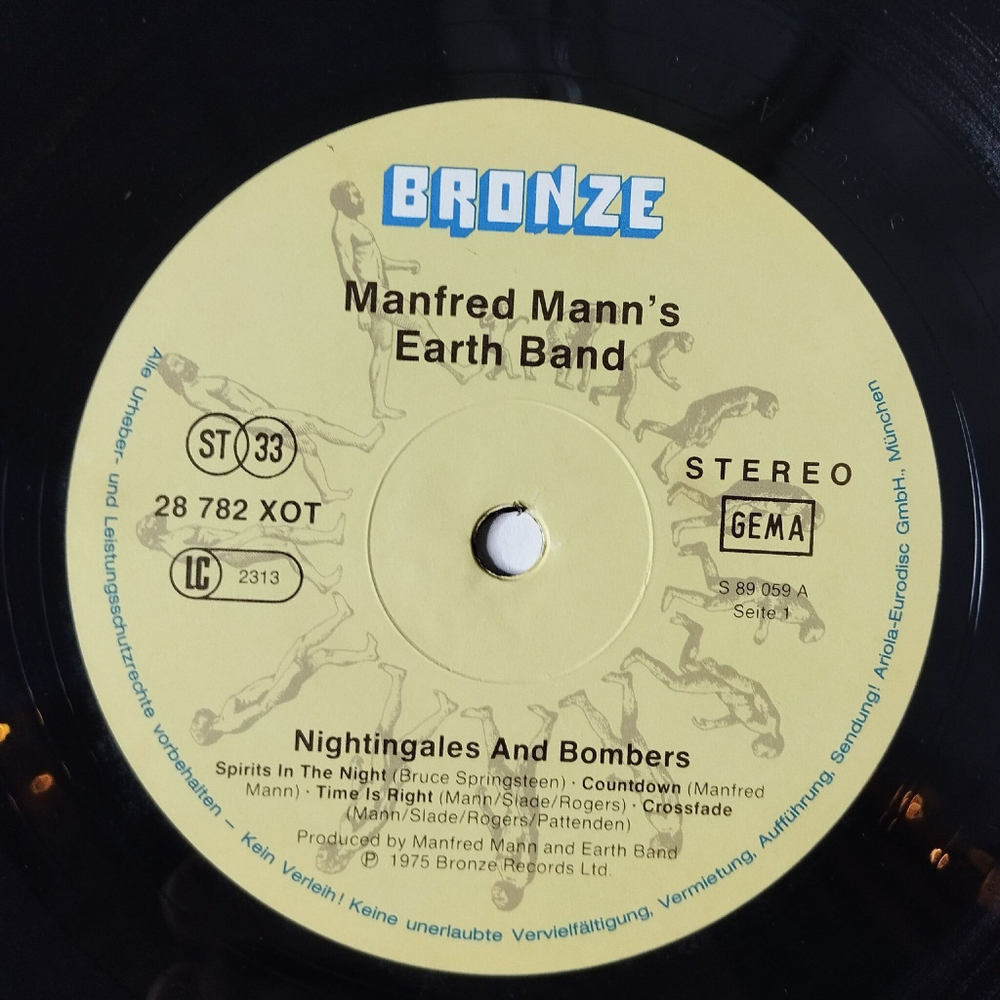 BRONZE
Manfred Mann's
Earth Band
ST 33
28 782 XOT
LC 2313
STEREO
GEMA
S 89 059 A
Seite 1
Nightingales And Bombers
Spirits In The Night (Bruce Springsteen) · Countdown (Manfred
Mann) · Time Is Right (Mann/Slade/Rogers) · Crossfade
(Mann/Slade/Rogers/Pattenden)
Produced by Manfred Mann and Earth Band
℗ 1975 Bronze Records Ltd.
Alle Urheber- und Leistungsschutzrechte vorbehalten – Kein Verleih! Keine unerlaubte Vervielfältigung, Vermietung, Aufführung, Sendung! Ariola-Eurodisc GmbH., München